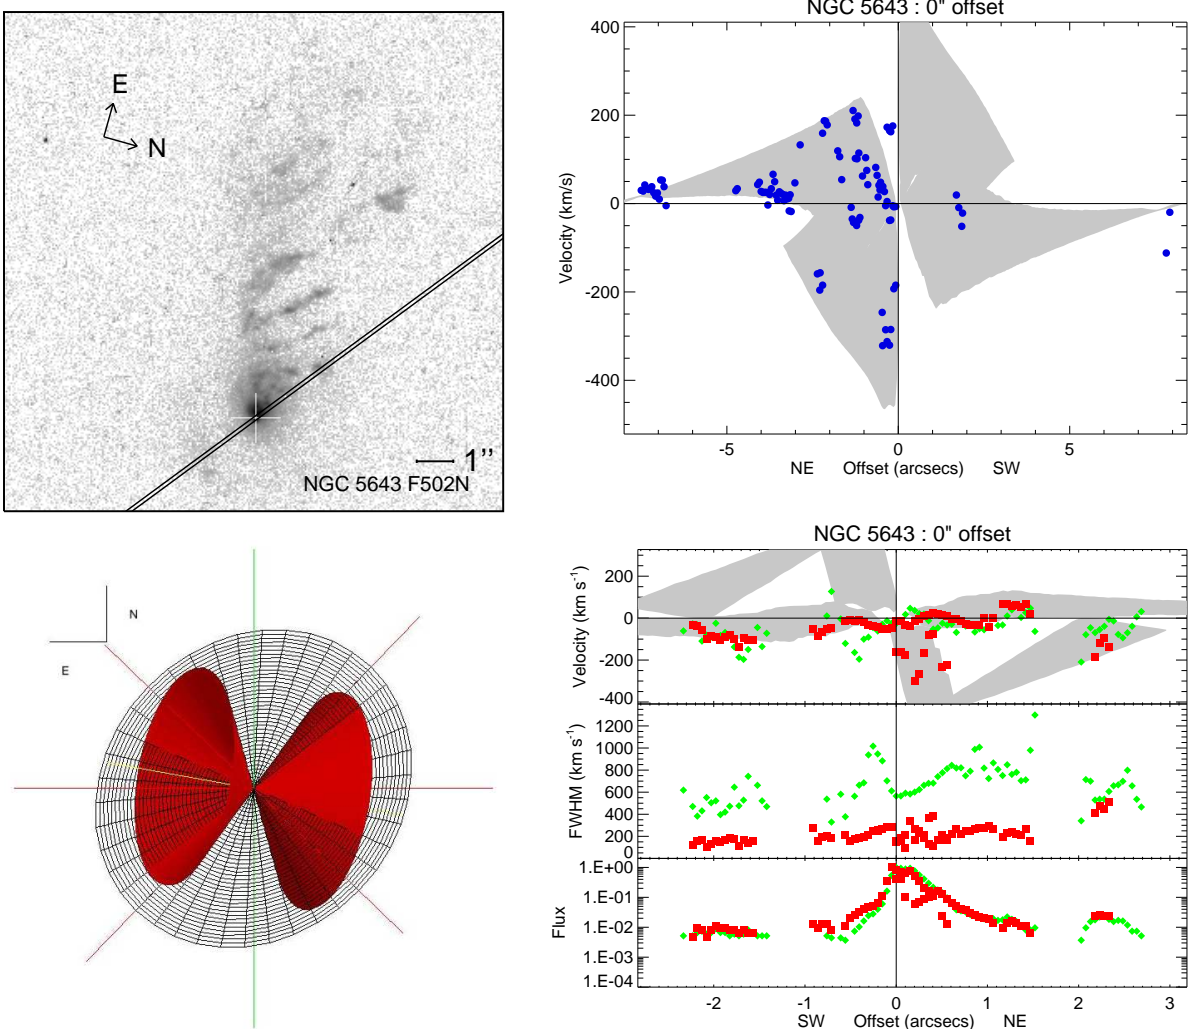 E
N
1"
NGC 5643 F502N
NGC 5643 : 0" offset
400
200
0
-200
-400
Velocity (km/s)
-5 0 5
NE Offset (arcsecs) SW
N
E
NGC 5643 : 0" offset
200
0
-200
-400
Velocity (km s-1)
1200
1000
800
600
400
200
0
FWHM (km s-1)
1.E+00
1.E-01
1.E-02
1.E-03
1.E-04
Flux
-2 -1 0 1 2 3
SW Offset (arcsecs) NE